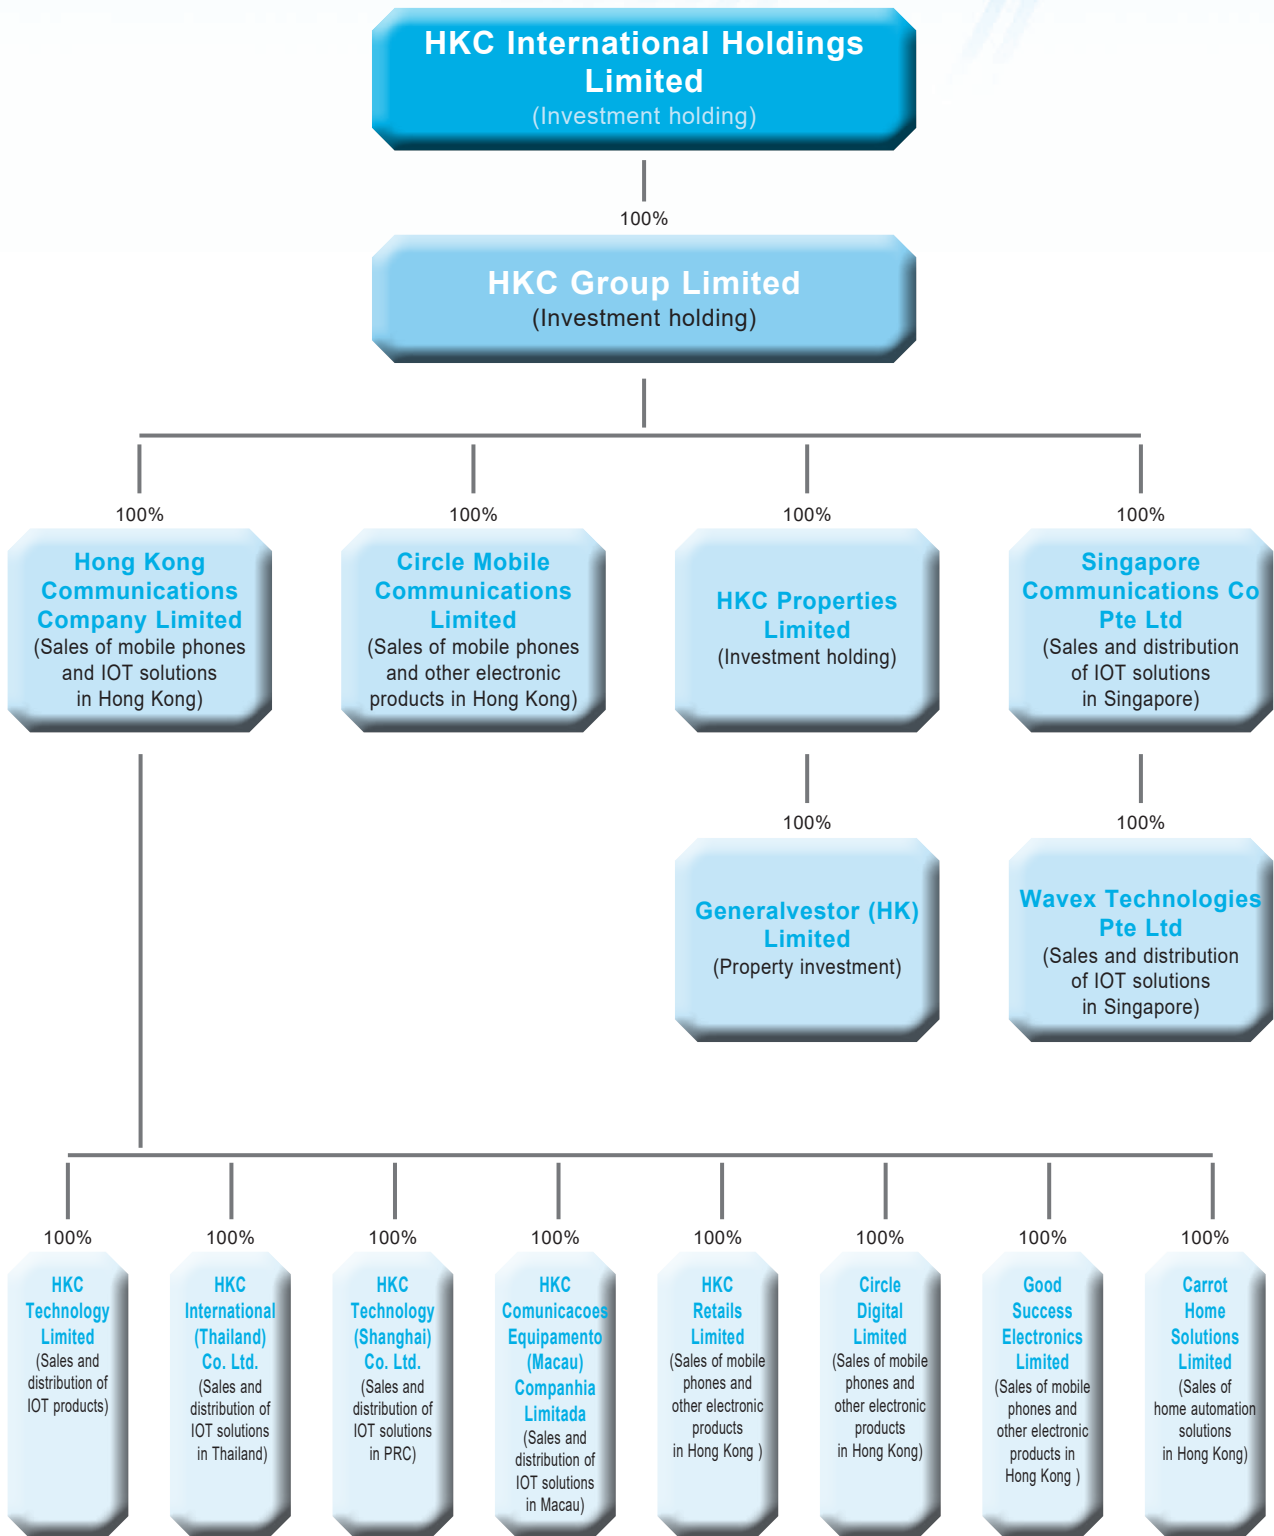 HKC International Holdings
Limited
(Investment holding)
100%
HKC Group Limited
(Investment holding)
100%
100%
100%
100%
Hong Kong
Communications
Company Limited
(Sales of mobile phones
and IOT solutions
in Hong Kong)
Circle Mobile
Communications
Limited
(Sales of mobile phones
and other electronic
products in Hong Kong)
HKC Properties
Limited
(Investment holding)
Singapore
Communications Co
Pte Ltd
(Sales and distribution
of IOT solutions
in Singapore)
100%
100%
Generalvestor (HK)
Limited
(Property investment)
Wavex Technologies
Pte Ltd
(Sales and distribution
of IOT solutions
in Singapore)
100%
100%
100%
100%
100%
100%
100%
100%
HKC
Technology
Limited
(Sales and
distribution of
IOT products)
HKC
International
(Thailand)
Co. Ltd.
(Sales and
distribution of
IOT solutions
in Thailand)
HKC
Technology
(Shanghai)
Co. Ltd.
(Sales and
distribution of
IOT solutions
in PRC)
HKC
Comunicacoes
Equipamento
(Macau)
Companhia
Limitada
(Sales and
distribution of
IOT solutions
in Macau)
HKC
Retails
Limited
(Sales of mobile
phones and
other electronic
products
in Hong Kong )
Circle
Digital
Limited
(Sales of mobile
phones and
other electronic
products
in Hong Kong)
Good
Success
Electronics
Limited
(Sales of mobile
phones and
other electronic
products in
Hong Kong )
Carrot
Home
Solutions
Limited
(Sales of
home automation
solutions
in Hong Kong)